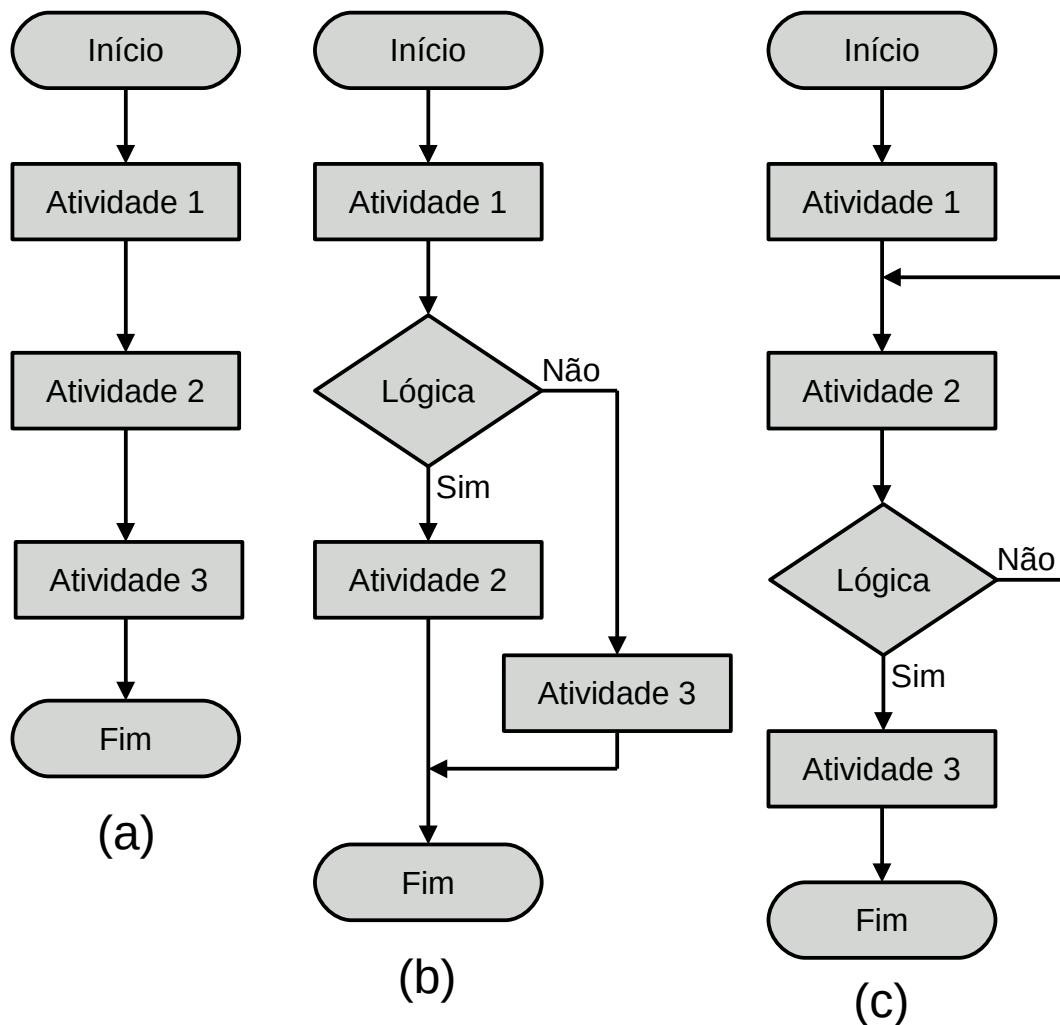 Início
Atividade 1
Atividade 2
Atividade 3
Fim
(a)
Início
Atividade 1
Lógica
Não
Sim
Atividade 2
Atividade 3
Fim
(b)
Início
Atividade 1
Atividade 2
Lógica
Não
Sim
Atividade 3
Fim
(c)